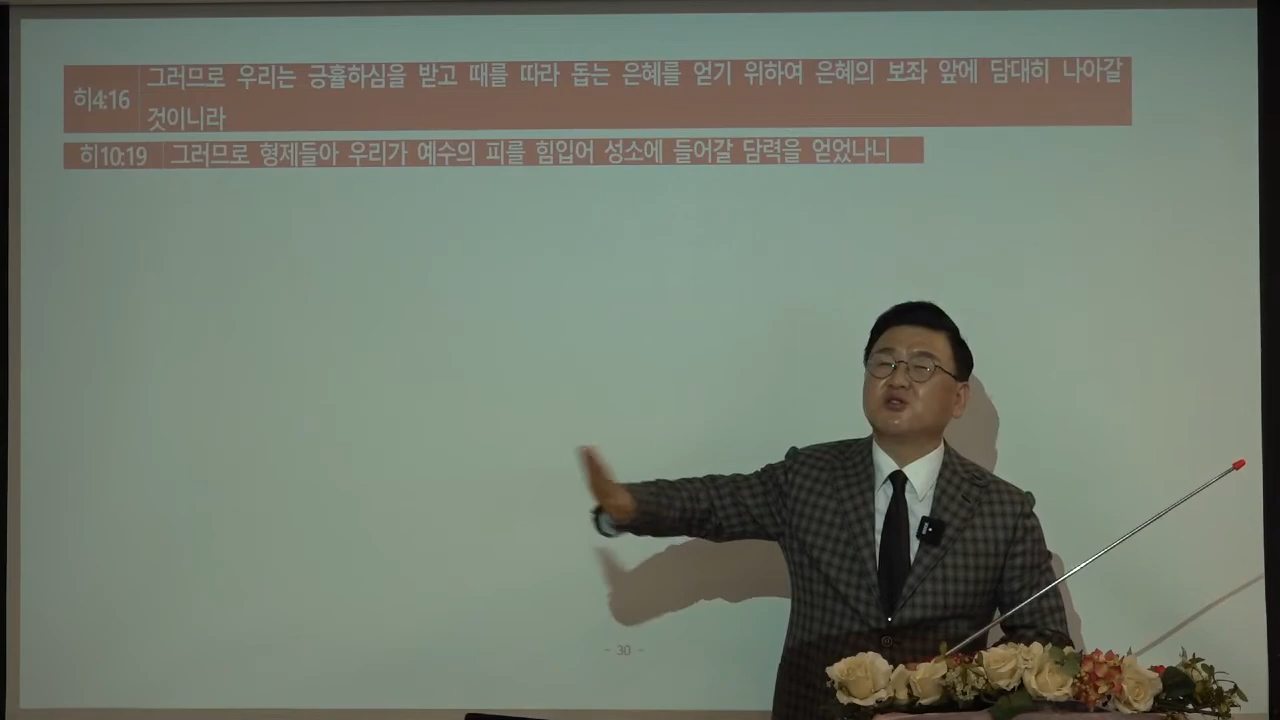 히4:16 그러므로 우리는 긍휼하심을 받고 때를 따라 돕는 은혜를 얻기 위하여 은혜의 보좌 앞에 담대히 나아갈
것이니라
히10:19 그러므로 형제들아 우리가 예수의 피를 힘입어 성소에 들어갈 담력을 얻었나니
- 30 -